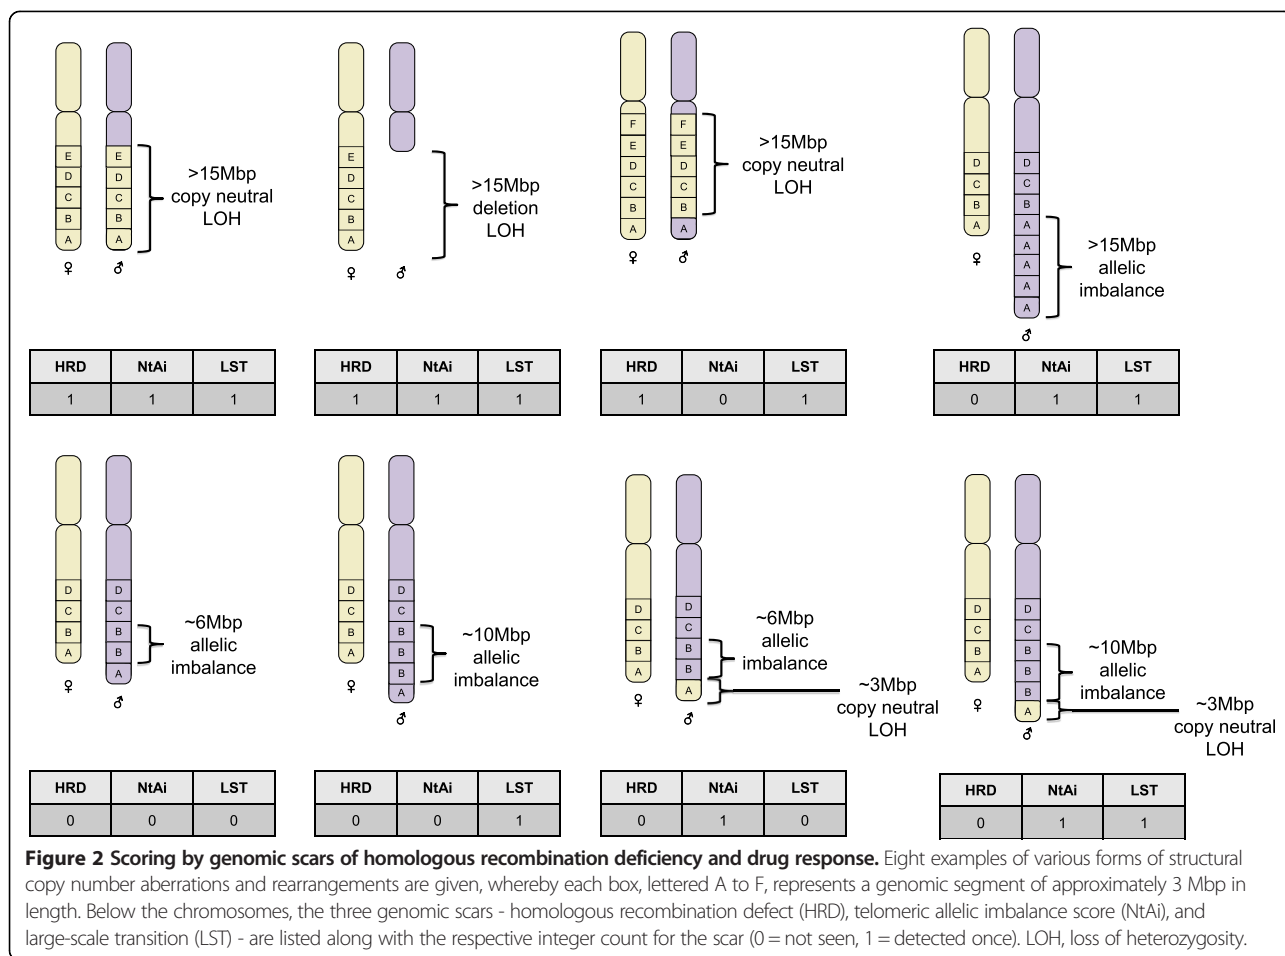 E
D
C
B
A
♀
E
D
C
B
A
♂
>15Mbp
copy neutral
LOH
HRD NtAi LST
1 1 1
E
D
C
B
A
♀
♂
>15Mbp
deletion
LOH
HRD NtAi LST
1 1 1
F
E
D
C
B
A
♀
F
E
D
C
B
A
♂
>15Mbp
copy neutral
LOH
HRD NtAi LST
1 0 1
D
C
B
A
♀
D
C
B
A
A
A
A
A
♂
>15Mbp
allelic
imbalance
HRD NtAi LST
0 1 1
D
C
B
A
♀
D
C
B
B
A
♂
~6Mbp
allelic
imbalance
HRD NtAi LST
0 0 0
D
C
B
A
♀
D
C
B
B
B
A
♂
~10Mbp
allelic
imbalance
HRD NtAi LST
0 0 1
D
C
B
A
♀
D
C
B
B
A
♂
~6Mbp
allelic
imbalance
~3Mbp
copy neutral
LOH
HRD NtAi LST
0 1 0
D
C
B
A
♀
D
C
B
B
B
A
♂
~10Mbp
allelic
imbalance
~3Mbp
copy neutral
LOH
HRD NtAi LST
0 1 1
Figure 2 Scoring by genomic scars of homologous recombination deficiency and drug response. Eight examples of various forms of structural
copy number aberrations and rearrangements are given, whereby each box, lettered A to F, represents a genomic segment of approximately 3 Mbp in
length. Below the chromosomes, the three genomic scars - homologous recombination defect (HRD), telomeric allelic imbalance score (NtAi), and
large-scale transition (LST) - are listed along with the respective integer count for the scar (0 = not seen, 1 = detected once). LOH, loss of heterozygosity.